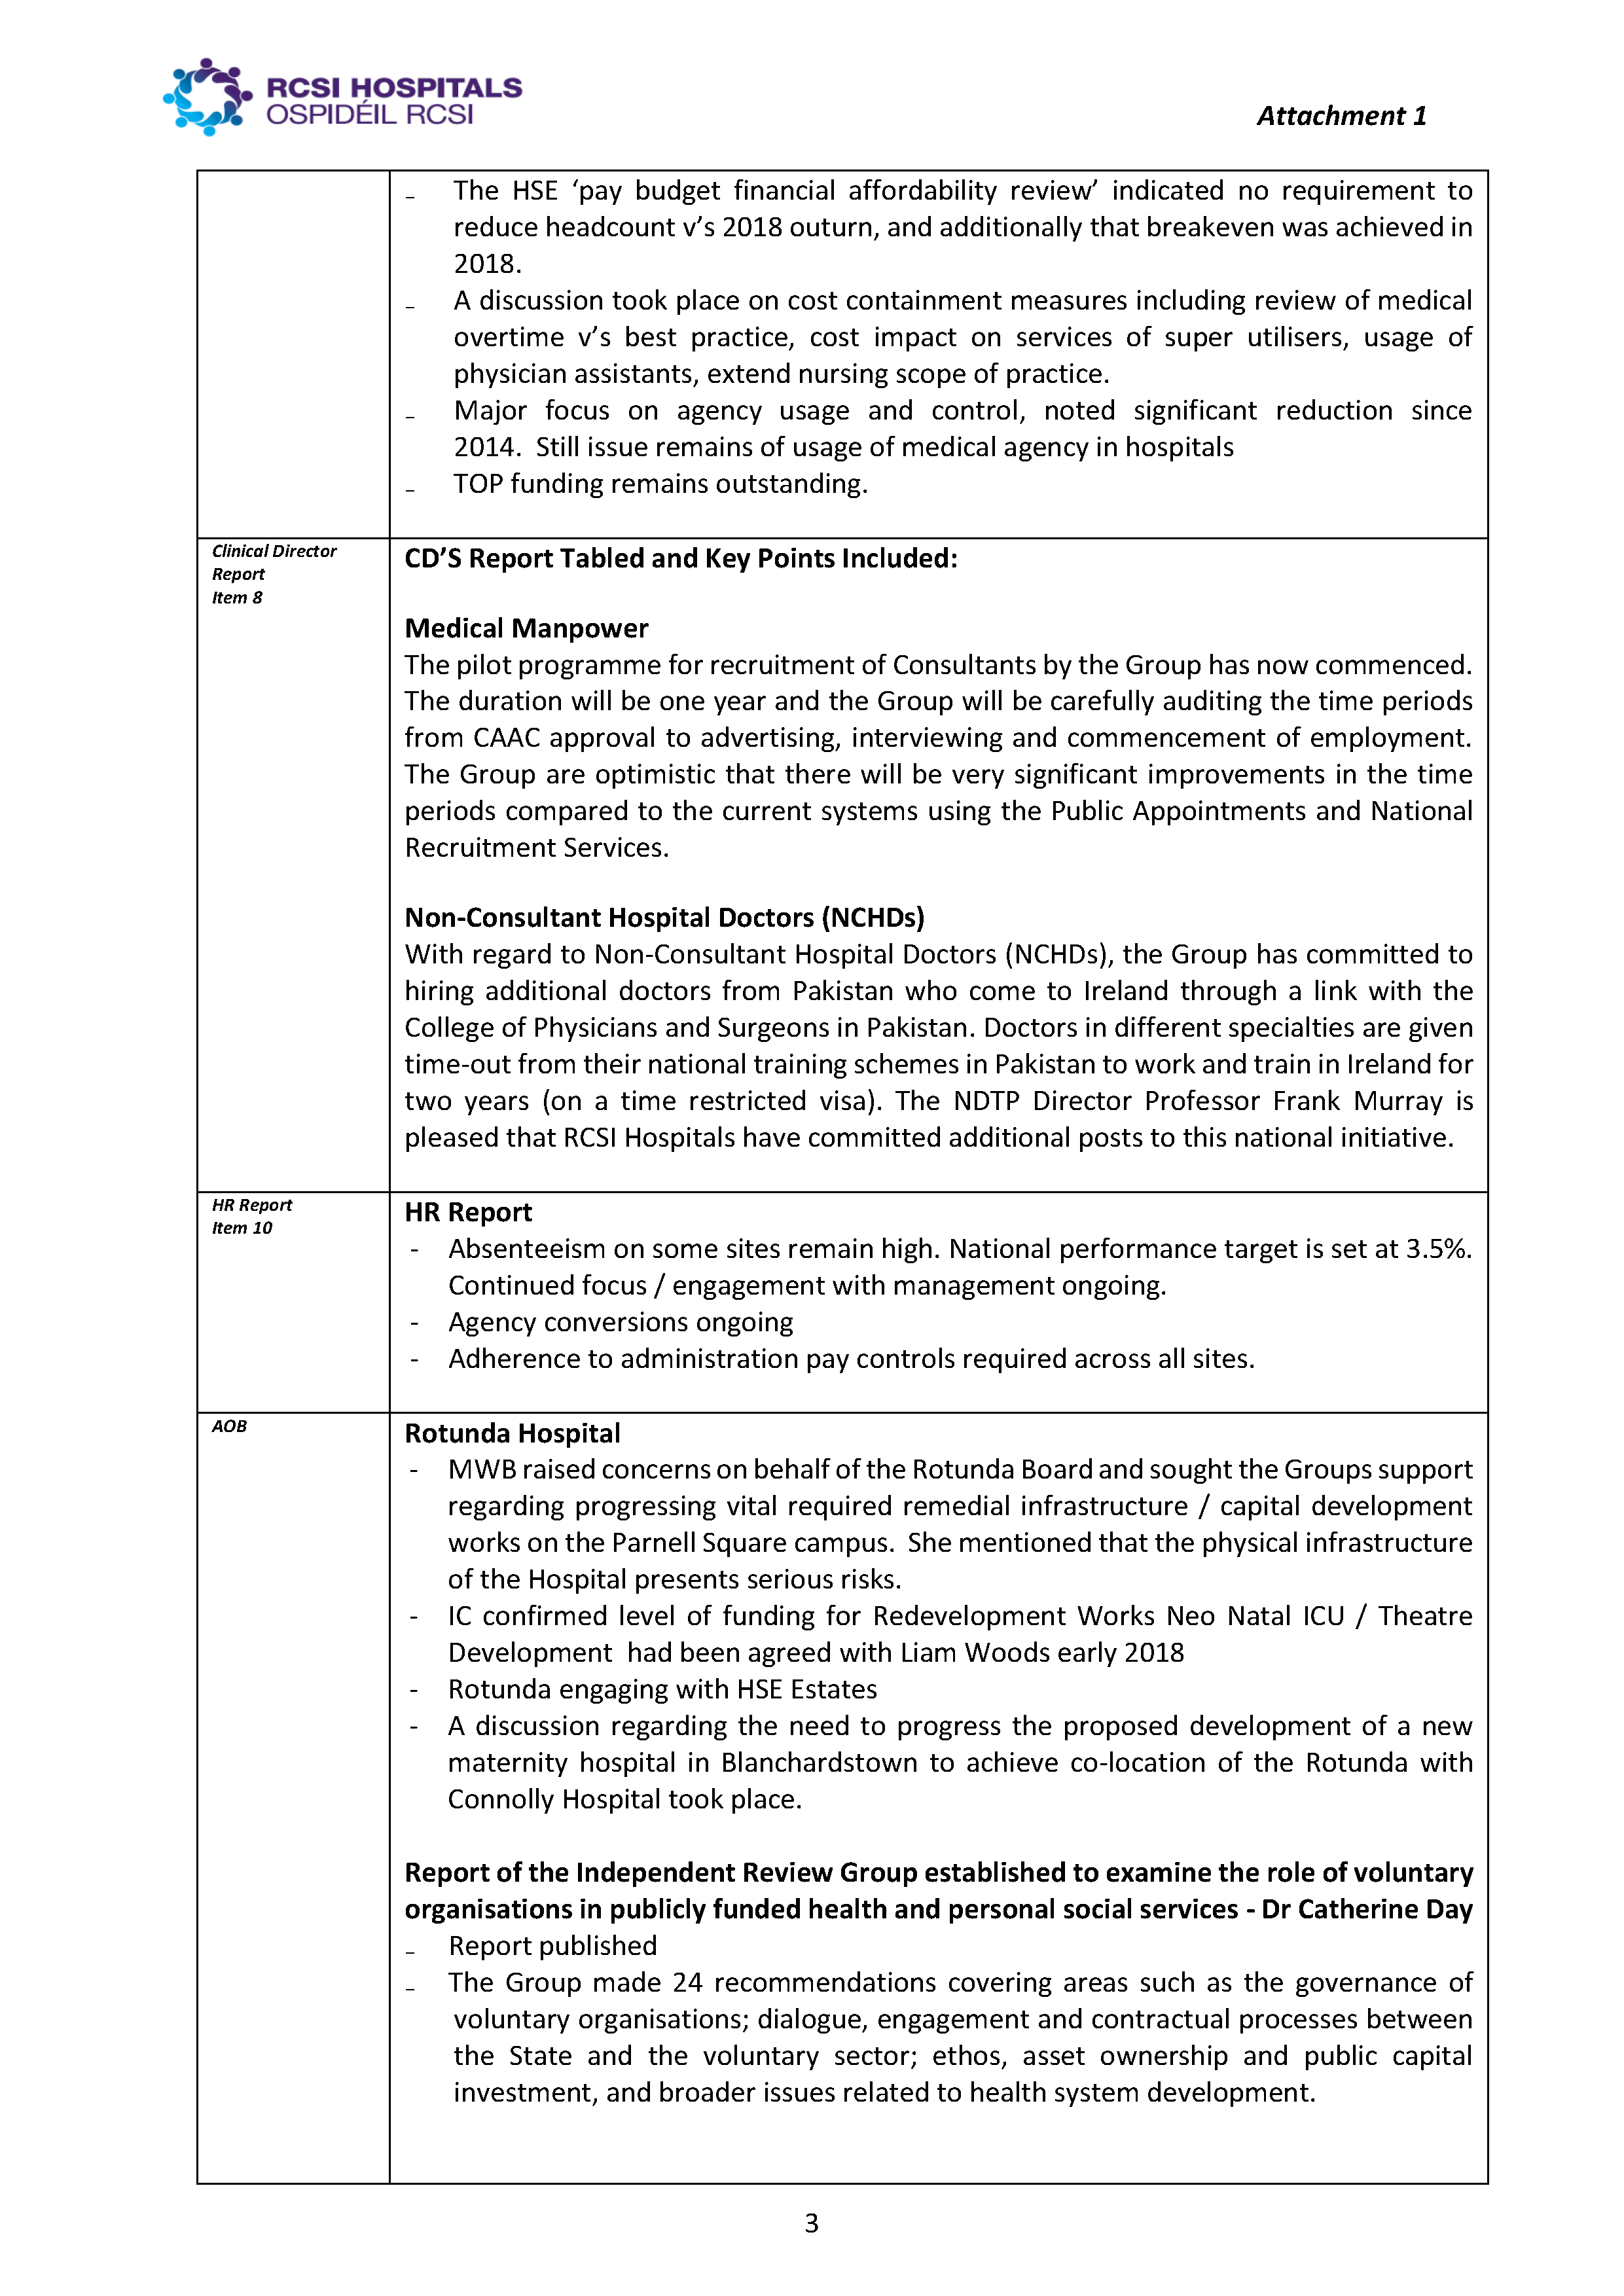 RCSI HOSPITALS
OSPIDÉIL RCSI
Attachment 1
– The HSE ‘pay budget financial affordability review’ indicated no requirement to
reduce headcount v’s 2018 outurn, and additionally that breakeven was achieved in
2018.
– A discussion took place on cost containment measures including review of medical
overtime v’s best practice, cost impact on services of super utilisers, usage of
physician assistants, extend nursing scope of practice.
– Major focus on agency usage and control, noted significant reduction since
2014. Still issue remains of usage of medical agency in hospitals
– TOP funding remains outstanding.
Clinical Director
Report
Item 8
CD’S Report Tabled and Key Points Included:
Medical Manpower
The pilot programme for recruitment of Consultants by the Group has now commenced.
The duration will be one year and the Group will be carefully auditing the time periods
from CAAC approval to advertising, interviewing and commencement of employment.
The Group are optimistic that there will be very significant improvements in the time
periods compared to the current systems using the Public Appointments and National
Recruitment Services.
Non-Consultant Hospital Doctors (NCHDs)
With regard to Non-Consultant Hospital Doctors (NCHDs), the Group has committed to
hiring additional doctors from Pakistan who come to Ireland through a link with the
College of Physicians and Surgeons in Pakistan. Doctors in different specialties are given
time-out from their national training schemes in Pakistan to work and train in Ireland for
two years (on a time restricted visa). The NDTP Director Professor Frank Murray is
pleased that RCSI Hospitals have committed additional posts to this national initiative.
HR Report
Item 10
HR Report
- Absenteeism on some sites remain high. National performance target is set at 3.5%.
Continued focus / engagement with management ongoing.
- Agency conversions ongoing
- Adherence to administration pay controls required across all sites.
AOB
Rotunda Hospital
- MWB raised concerns on behalf of the Rotunda Board and sought the Groups support
regarding progressing vital required remedial infrastructure / capital development
works on the Parnell Square campus. She mentioned that the physical infrastructure
of the Hospital presents serious risks.
- IC confirmed level of funding for Redevelopment Works Neo Natal ICU / Theatre
Development had been agreed with Liam Woods early 2018
- Rotunda engaging with HSE Estates
- A discussion regarding the need to progress the proposed development of a new
maternity hospital in Blanchardstown to achieve co-location of the Rotunda with
Connolly Hospital took place.
Report of the Independent Review Group established to examine the role of voluntary
organisations in publicly funded health and personal social services - Dr Catherine Day
– Report published
– The Group made 24 recommendations covering areas such as the governance of
voluntary organisations; dialogue, engagement and contractual processes between
the State and the voluntary sector; ethos, asset ownership and public capital
investment, and broader issues related to health system development.
3